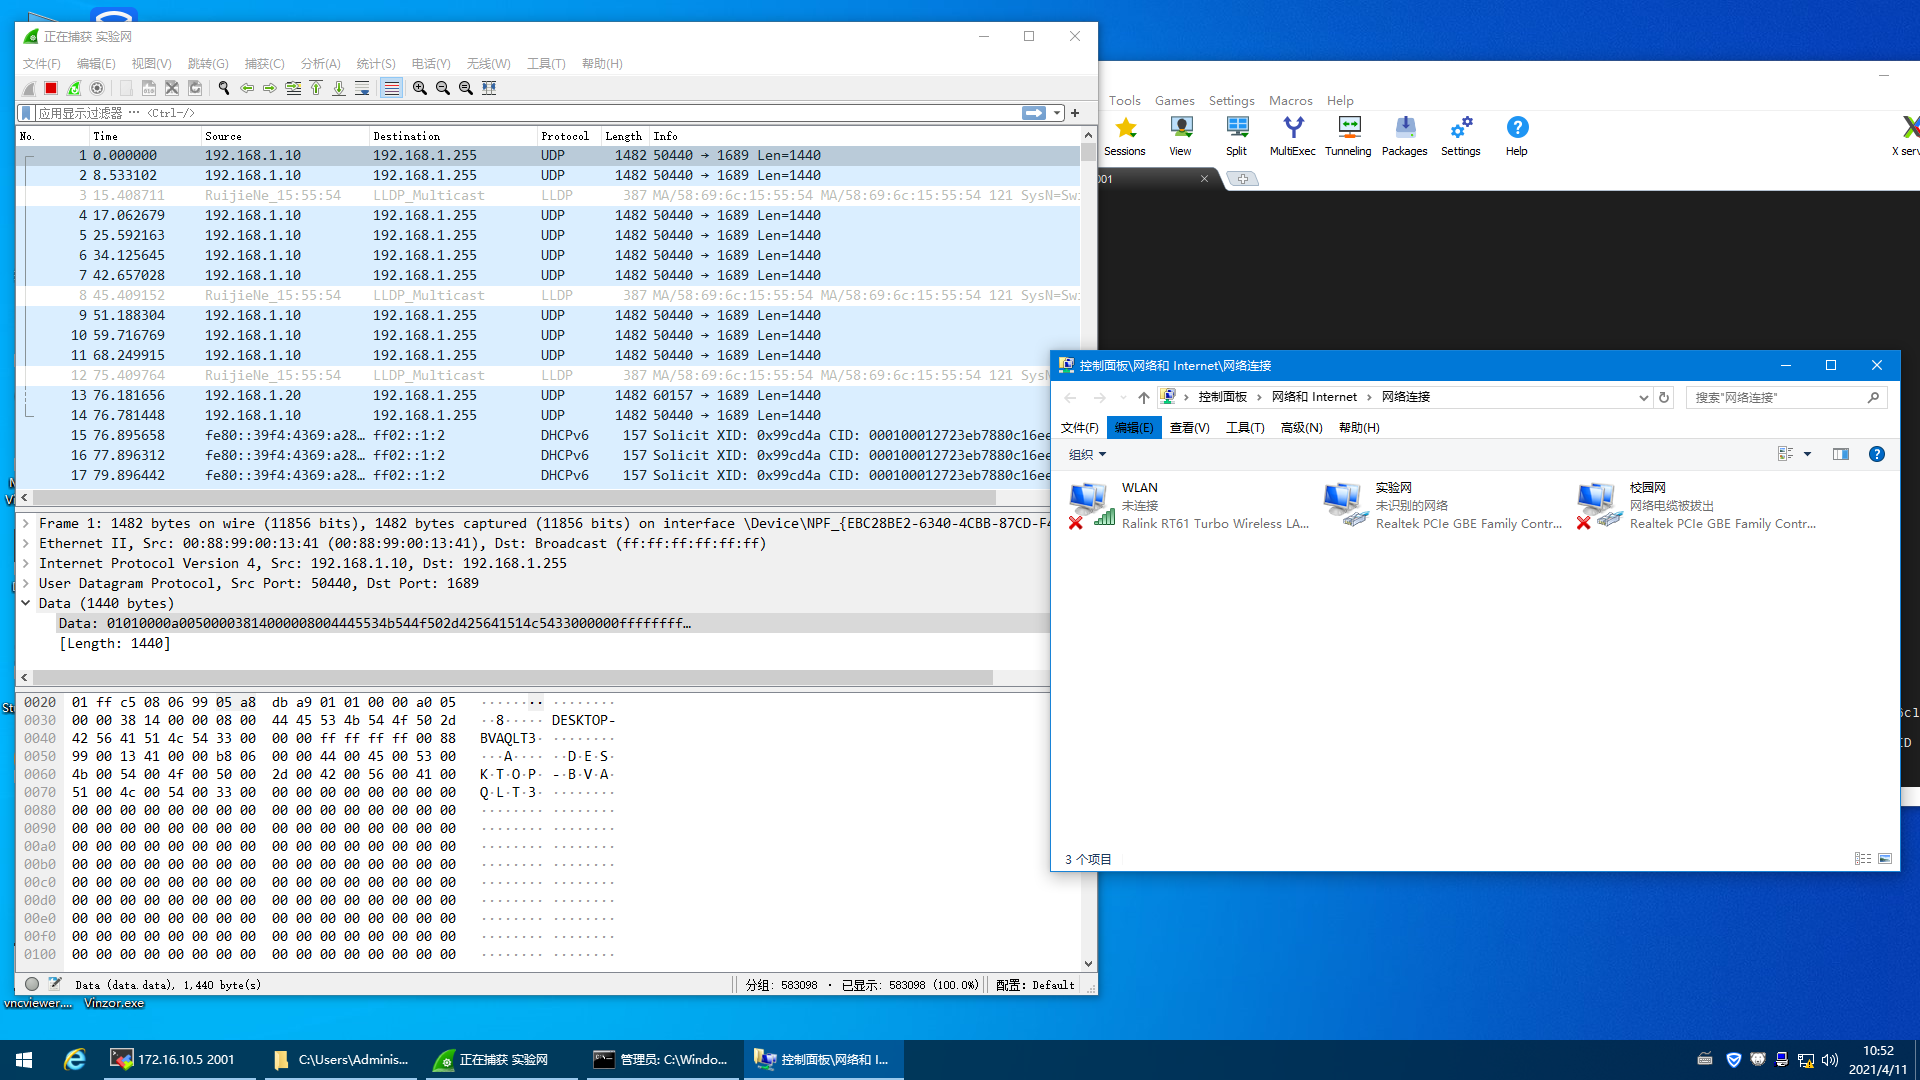 正在捕获 实验网
文件(F) 编辑(E) 视图(V) 跳转(G) 捕获(C) 分析(A) 统计(S) 电话(Y) 无线(W) 工具(T) 帮助(H)
应用显示过滤器 … <Ctrl-/>
No. Time Source Destination Protocol Length Info
1 0.000000 192.168.1.10 192.168.1.255 UDP 1482 50440 → 1689 Len=1440
2 8.533102 192.168.1.10 192.168.1.255 UDP 1482 50440 → 1689 Len=1440
3 15.408711 RuijieNe_15:55:54 LLDP_Multicast LLDP 387 MA/58:69:6c:15:55:54 MA/58:69:6c:15:55:54 121 SysN=Sw
4 17.062679 192.168.1.10 192.168.1.255 UDP 1482 50440 → 1689 Len=1440
5 25.592163 192.168.1.10 192.168.1.255 UDP 1482 50440 → 1689 Len=1440
6 34.125645 192.168.1.10 192.168.1.255 UDP 1482 50440 → 1689 Len=1440
7 42.657028 192.168.1.10 192.168.1.255 UDP 1482 50440 → 1689 Len=1440
8 45.409152 RuijieNe_15:55:54 LLDP_Multicast LLDP 387 MA/58:69:6c:15:55:54 MA/58:69:6c:15:55:54 121 SysN=Sw
9 51.188304 192.168.1.10 192.168.1.255 UDP 1482 50440 → 1689 Len=1440
10 59.716769 192.168.1.10 192.168.1.255 UDP 1482 50440 → 1689 Len=1440
11 68.249915 192.168.1.10 192.168.1.255 UDP 1482 50440 → 1689 Len=1440
12 75.409764 RuijieNe_15:55:54 LLDP_Multicast LLDP 387 MA/58:69:6c:15:55:54 MA/58:69:6c:15:55:54 121 SysN=Sw
13 76.181656 192.168.1.20 192.168.1.255 UDP 1482 60157 → 1689 Len=1440
14 76.781448 192.168.1.10 192.168.1.255 UDP 1482 50440 → 1689 Len=1440
15 76.895658 fe80::39f4:4369:a28… ff02::1:2 DHCPv6 157 Solicit XID: 0x99cd4a CID: 000100012723eb7880c16ee
16 77.896312 fe80::39f4:4369:a28… ff02::1:2 DHCPv6 157 Solicit XID: 0x99cd4a CID: 000100012723eb7880c16ee
17 79.896442 fe80::39f4:4369:a28… ff02::1:2 DHCPv6 157 Solicit XID: 0x99cd4a CID: 000100012723eb7880c16ee
Frame 1: 1482 bytes on wire (11856 bits), 1482 bytes captured (11856 bits) on interface \Device\NPF_{EBC28BE2-6340-4CBB-87CD-F4
Ethernet II, Src: 00:88:99:00:13:41 (00:88:99:00:13:41), Dst: Broadcast (ff:ff:ff:ff:ff:ff)
Internet Protocol Version 4, Src: 192.168.1.10, Dst: 192.168.1.255
User Datagram Protocol, Src Port: 50440, Dst Port: 1689
Data (1440 bytes)
Data: 01010000a00500003814000008004445534b544f502d425641514c5433000000ffffffff…
[Length: 1440]
0020 01 ff c5 08 06 99 05 a8 db a9 01 01 00 00 a0 05 ········ ········
0030 00 00 38 14 00 00 08 00 44 45 53 4b 54 4f 50 2d ··8····· DESKTOP-
0040 42 56 41 51 4c 54 33 00 00 00 ff ff ff ff 00 88 BVAQLT3· ········
0050 99 00 13 41 00 00 b8 06 00 00 44 00 45 00 53 00 ···A···· ··D·E·S·
0060 4b 00 54 00 4f 00 50 00 2d 00 42 00 56 00 41 00 K·T·O·P· -·B·V·A·
0070 51 00 4c 00 54 00 33 00 00 00 00 00 00 00 00 00 Q·L·T·3· ········
0080 00 00 00 00 00 00 00 00 00 00 00 00 00 00 00 00 ········ ········
0090 00 00 00 00 00 00 00 00 00 00 00 00 00 00 00 00 ········ ········
00a0 00 00 00 00 00 00 00 00 00 00 00 00 00 00 00 00 ········ ········
00b0 00 00 00 00 00 00 00 00 00 00 00 00 00 00 00 00 ········ ········
00c0 00 00 00 00 00 00 00 00 00 00 00 00 00 00 00 00 ········ ········
00d0 00 00 00 00 00 00 00 00 00 00 00 00 00 00 00 00 ········ ········
00e0 00 00 00 00 00 00 00 00 00 00 00 00 00 00 00 00 ········ ········
00f0 00 00 00 00 00 00 00 00 00 00 00 00 00 00 00 00 ········ ········
0100 00 00 00 00 00 00 00 00 00 00 00 00 00 00 00 00 ········ ········
Data (data.data), 1,440 byte(s) 分组: 583098 · 已显示: 583098 (100.0%) 配置: Default
vncviewer.... Vinzor.exe
Tools Games Settings Macros Help
Sessions View Split MultiExec Tunneling Packages Settings Help X serv
001
控制面板\网络和 Internet\网络连接
控制面板 › 网络和 Internet › 网络连接
搜索"网络连接"
文件(F) 编辑(E) 查看(V) 工具(T) 高级(N) 帮助(H)
组织
WLAN
未连接
Ralink RT61 Turbo Wireless LA...
实验网
未识别的网络
Realtek PCIe GBE Family Contr...
校园网
网络电缆被拔出
Realtek PCIe GBE Family Contr...
3 个项目
172.16.10.5 2001
C:\Users\Adminis...
正在捕获 实验网
管理员: C:\Windo...
控制面板\网络和 I...
10:52
2021/4/11